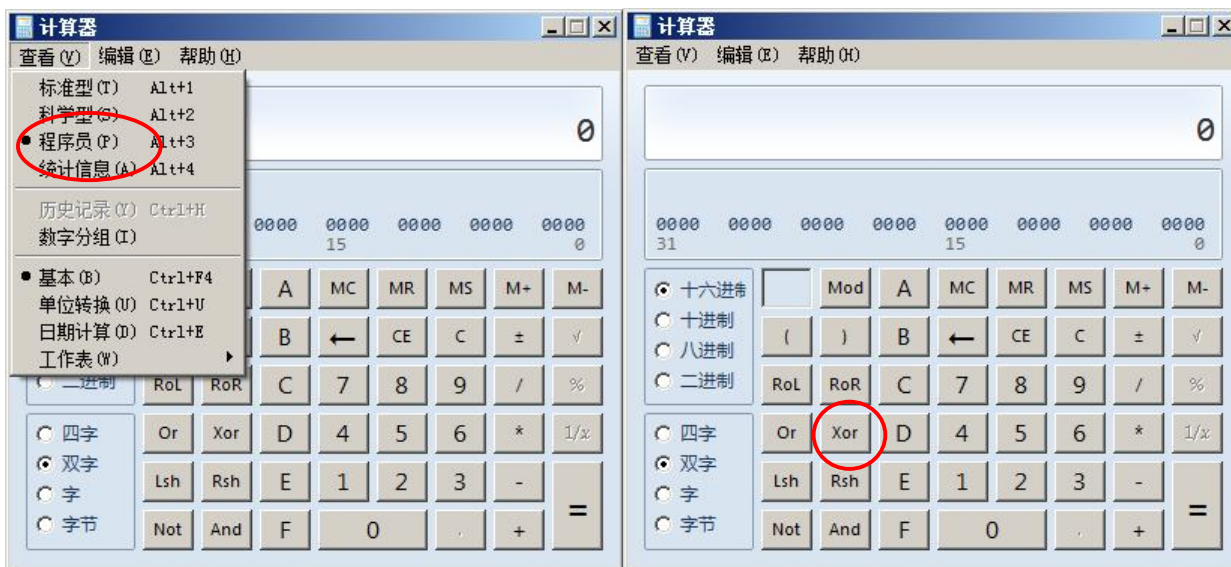 计算器
查看(V) 编辑(E) 帮助(H)
标准型(T) Alt+1
科学型(S) Alt+2
程序员(P) Alt+3
统计信息(A) Alt+4
历史记录(Y) Ctrl+H
数字分组(I)
基本(B) Ctrl+F4
单位转换(U) Ctrl+U
日期计算(D) Ctrl+E
工作表(W)
0
0000 0000 0000 0000 0000
15 0
A MC MR MS M+ M-
B ← CE C ± √
二进制 RoL RoR C 7 8 9 / %
四字 Or Xor D 4 5 6 * 1/x
双字
字 Lsh Rsh E 1 2 3 - =
字节 Not And F 0 . +
计算器
查看(V) 编辑(E) 帮助(H)
0
0000 0000 0000 0000 0000 0000 0000 0000
31 15 0
十六进制 Mod A MC MR MS M+ M-
十进制 ( ) B ← CE C ± √
八进制
二进制 RoL RoR C 7 8 9 / %
四字 Or Xor D 4 5 6 * 1/x
双字
字 Lsh Rsh E 1 2 3 - =
字节 Not And F 0 . +